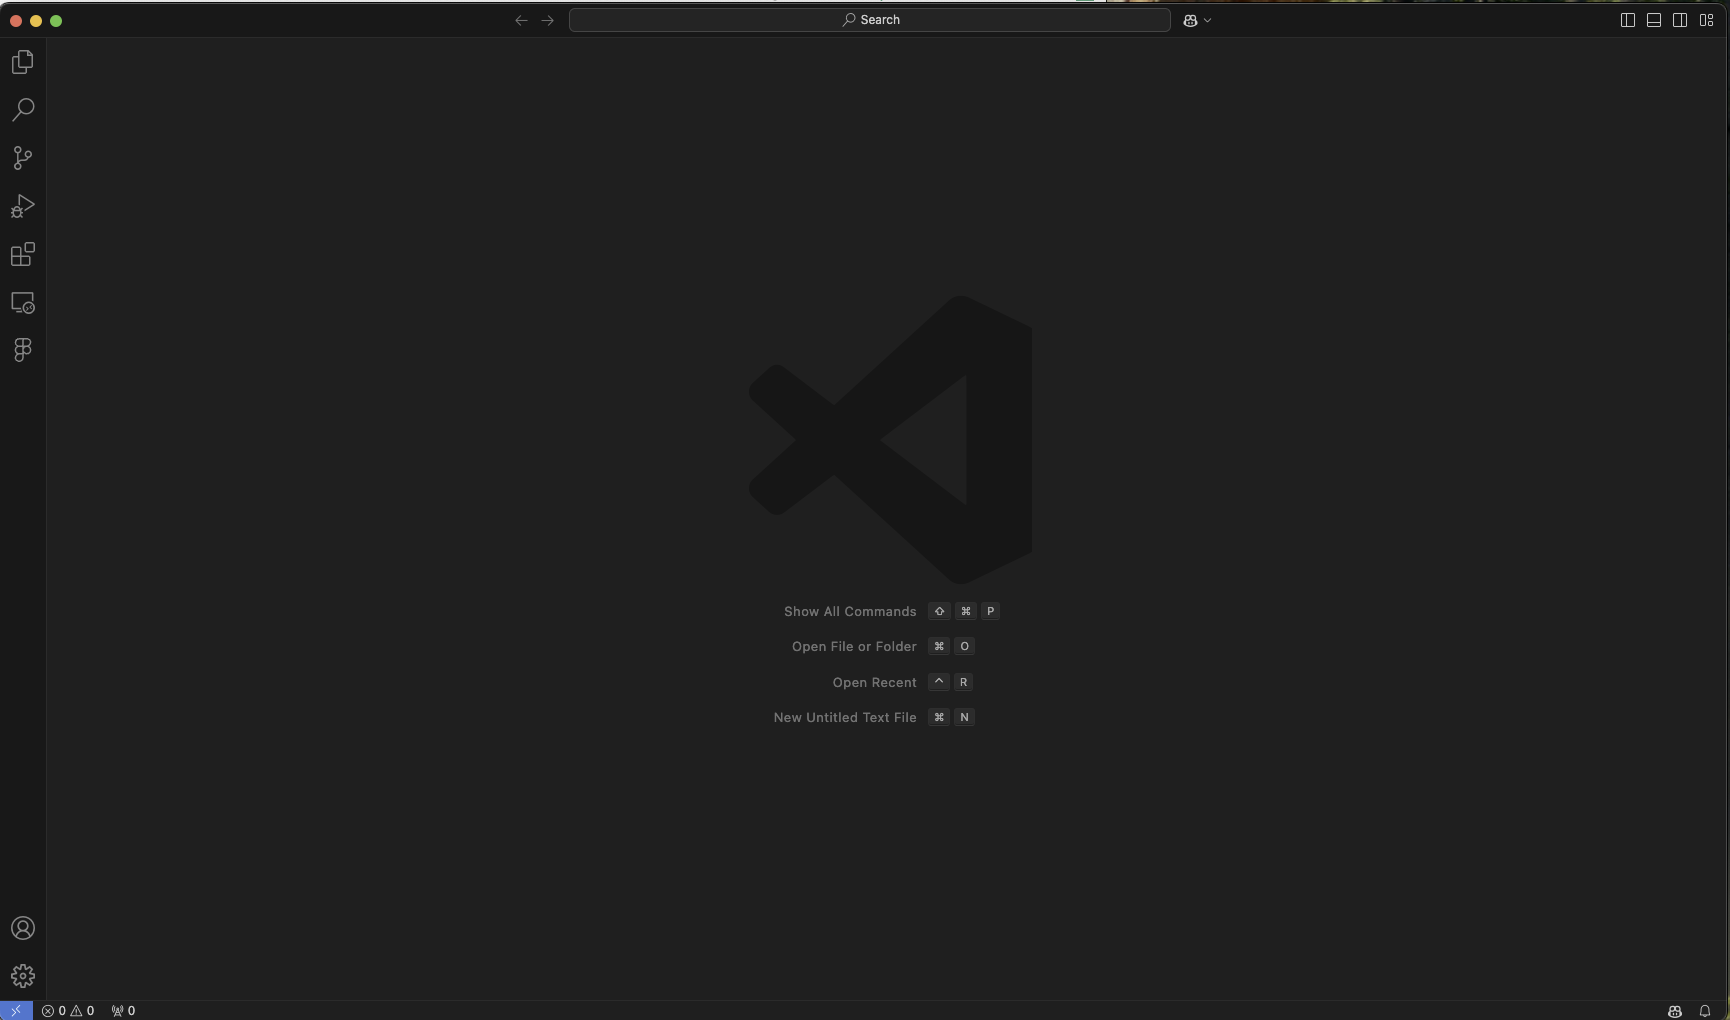 Search
Show All Commands ⇧ ⌘ P
Open File or Folder ⌘ O
Open Recent ^ R
New Untitled Text File ⌘ N
0 0 0